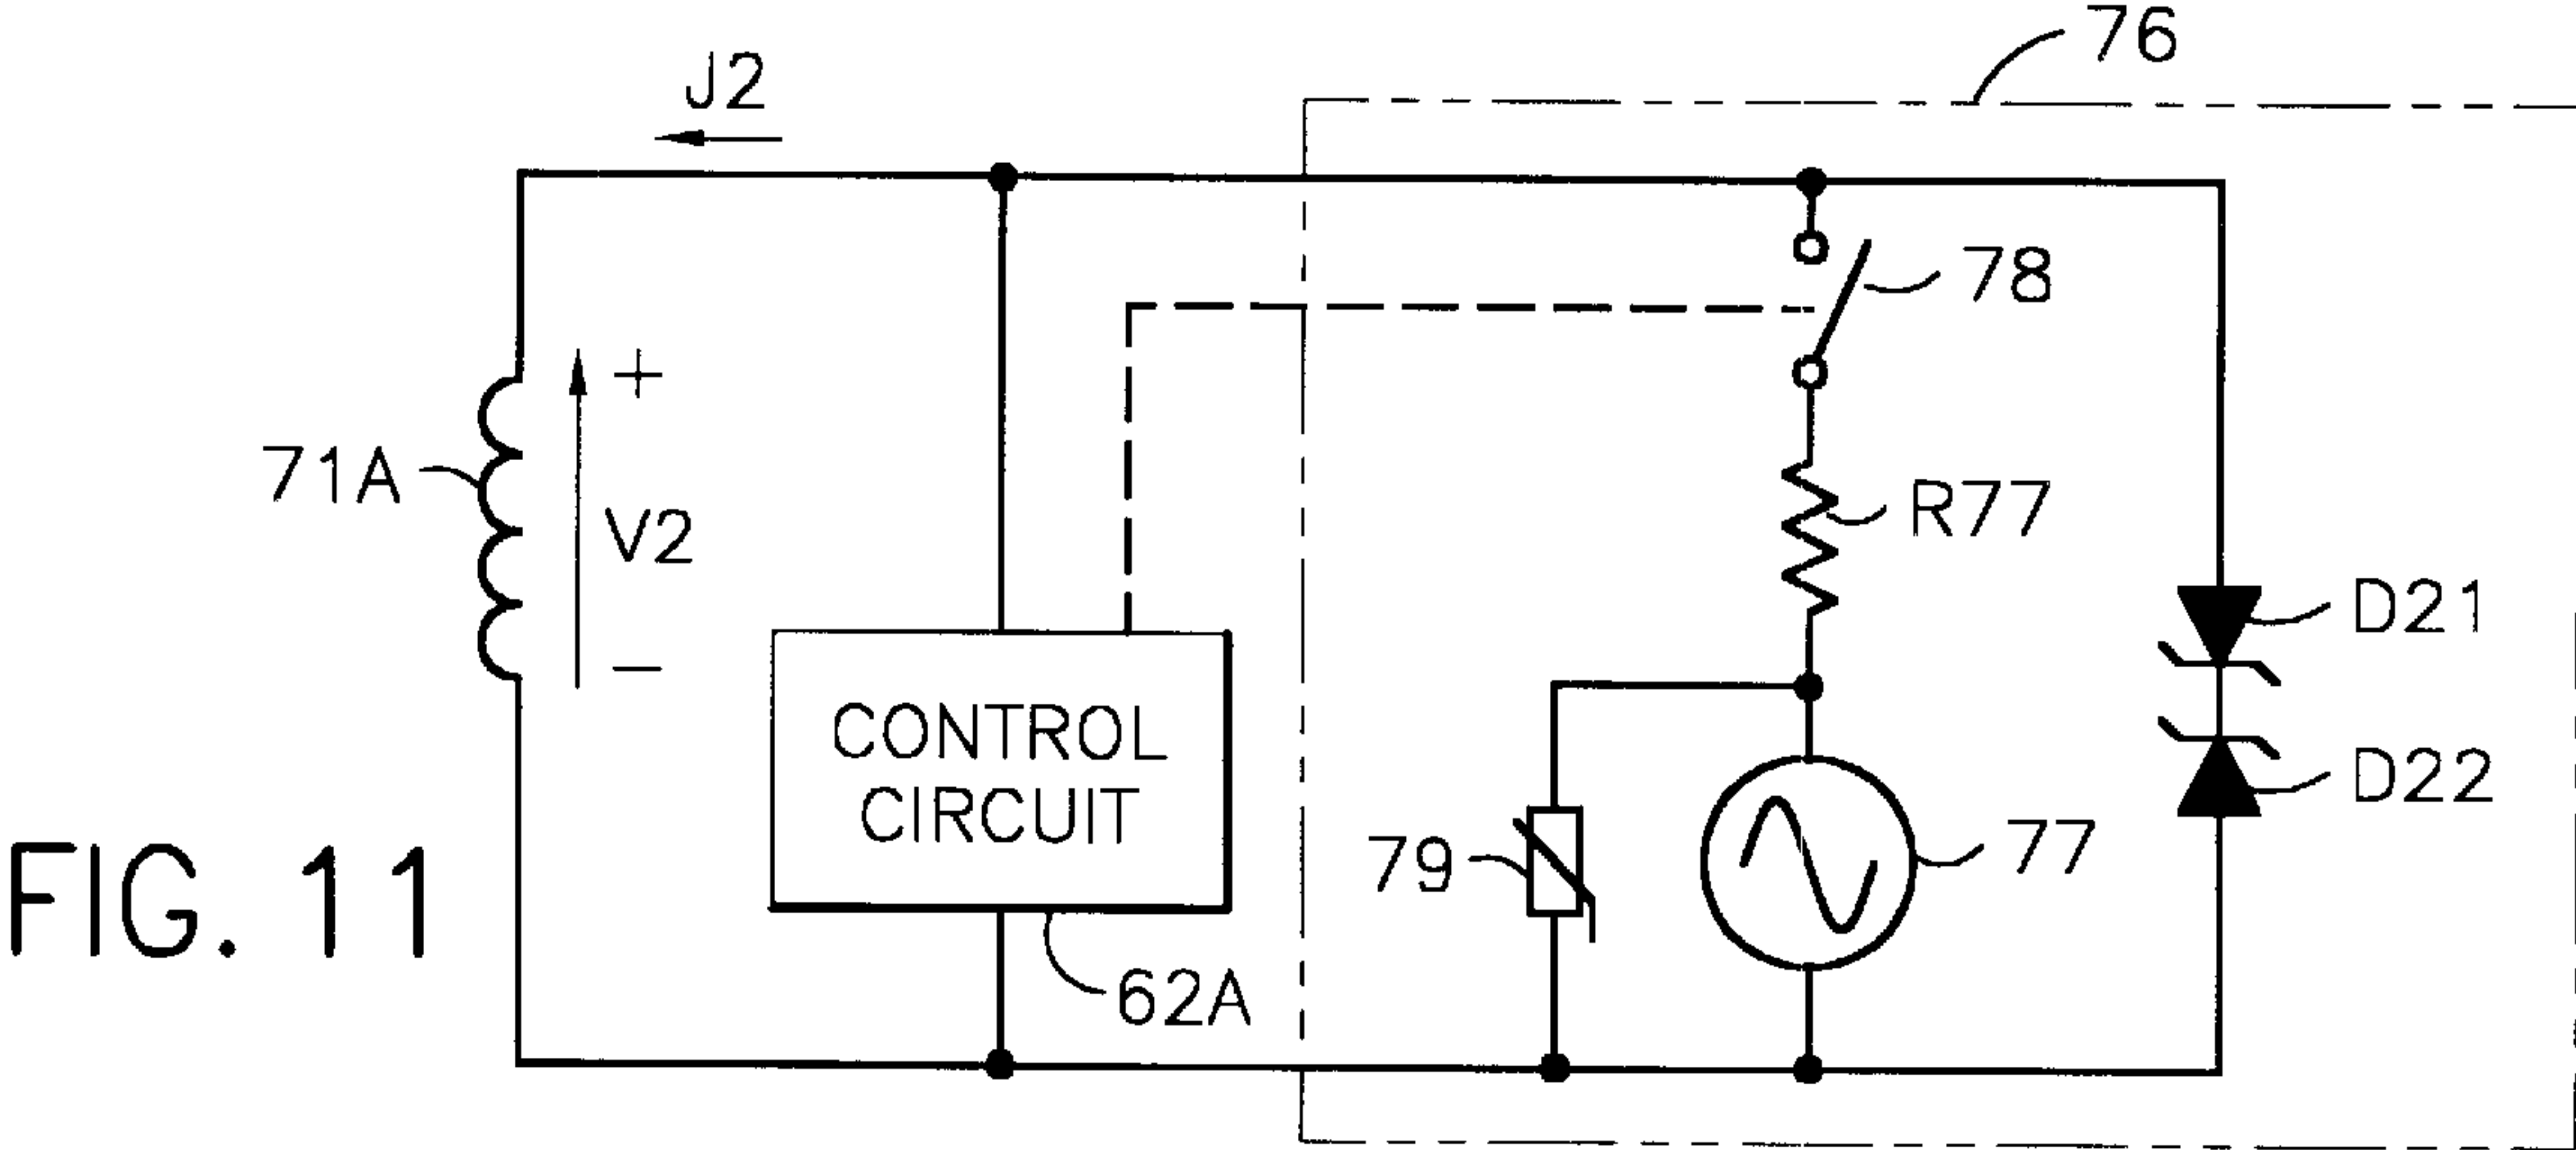 76
J2
78
+
71A
V2
R77
−
D21
CONTROL
CIRCUIT
D22
79
77
62A
FIG. 11